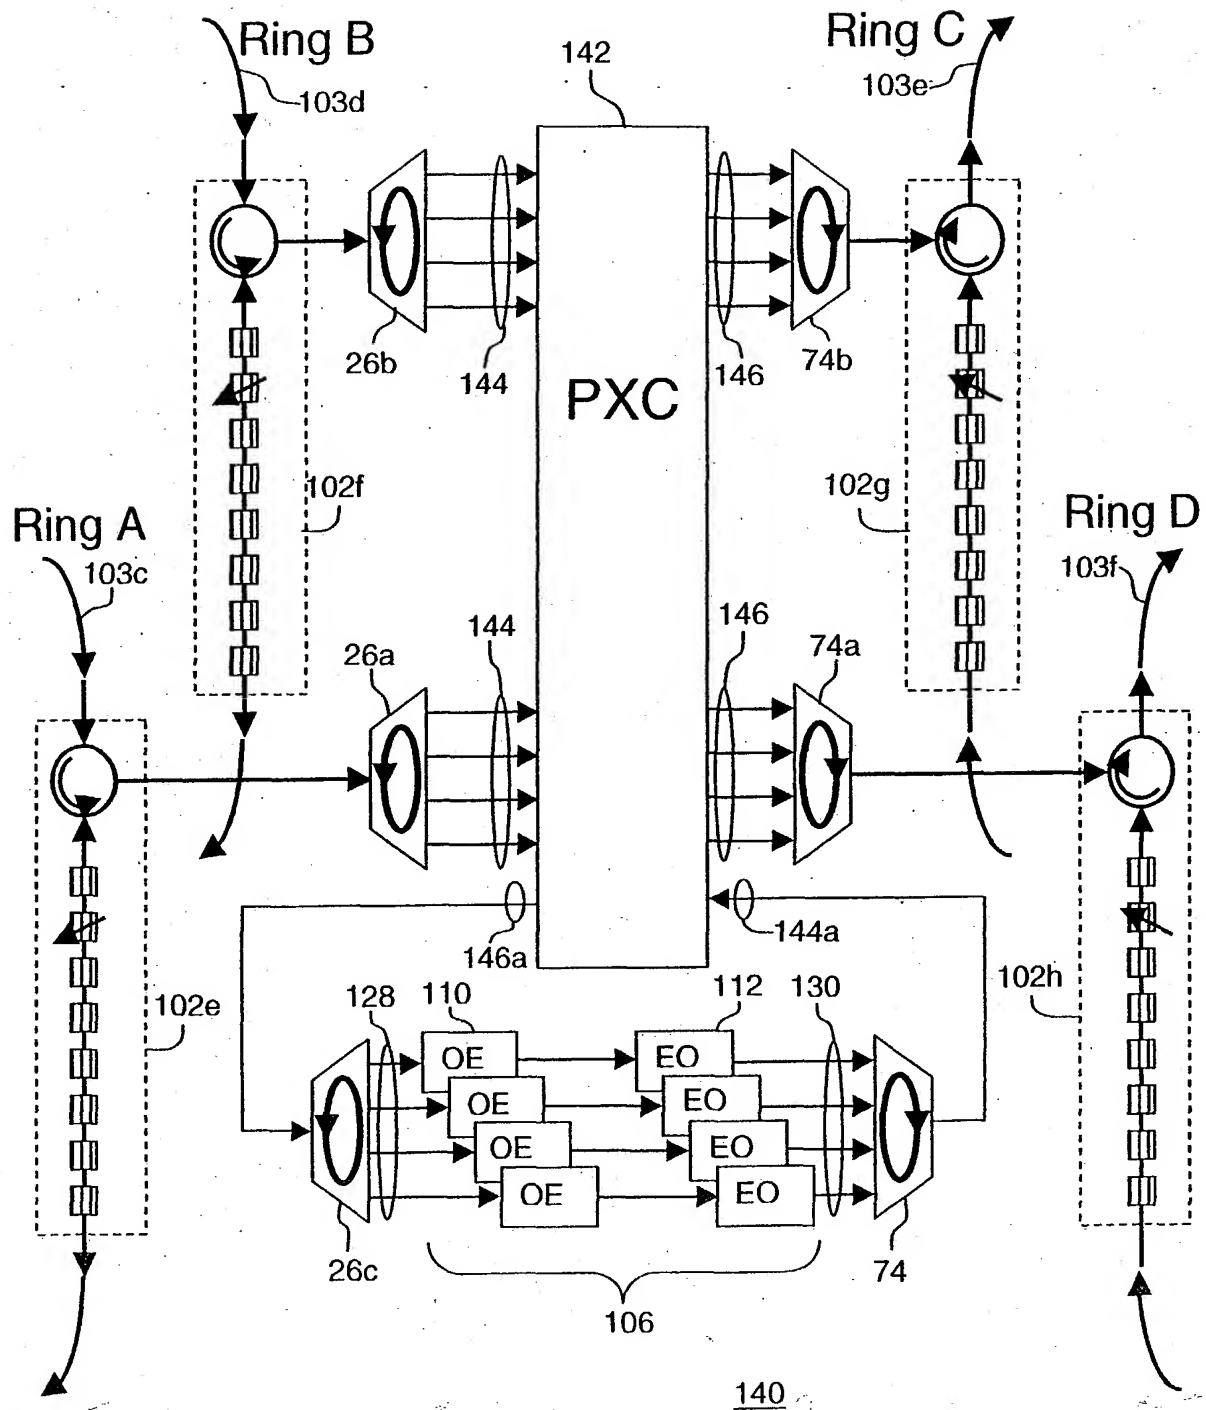 Ring B
Ring C
142
103d
103e
26b
144
146
74b
PXC
102f
102g
Ring A
Ring D
103c
103f
26a
144
146
74a
146a
144a
102e
102h
128
110
112
130
OE
EO
OE
EO
OE
EO
OE
EO
26c
74
106
140